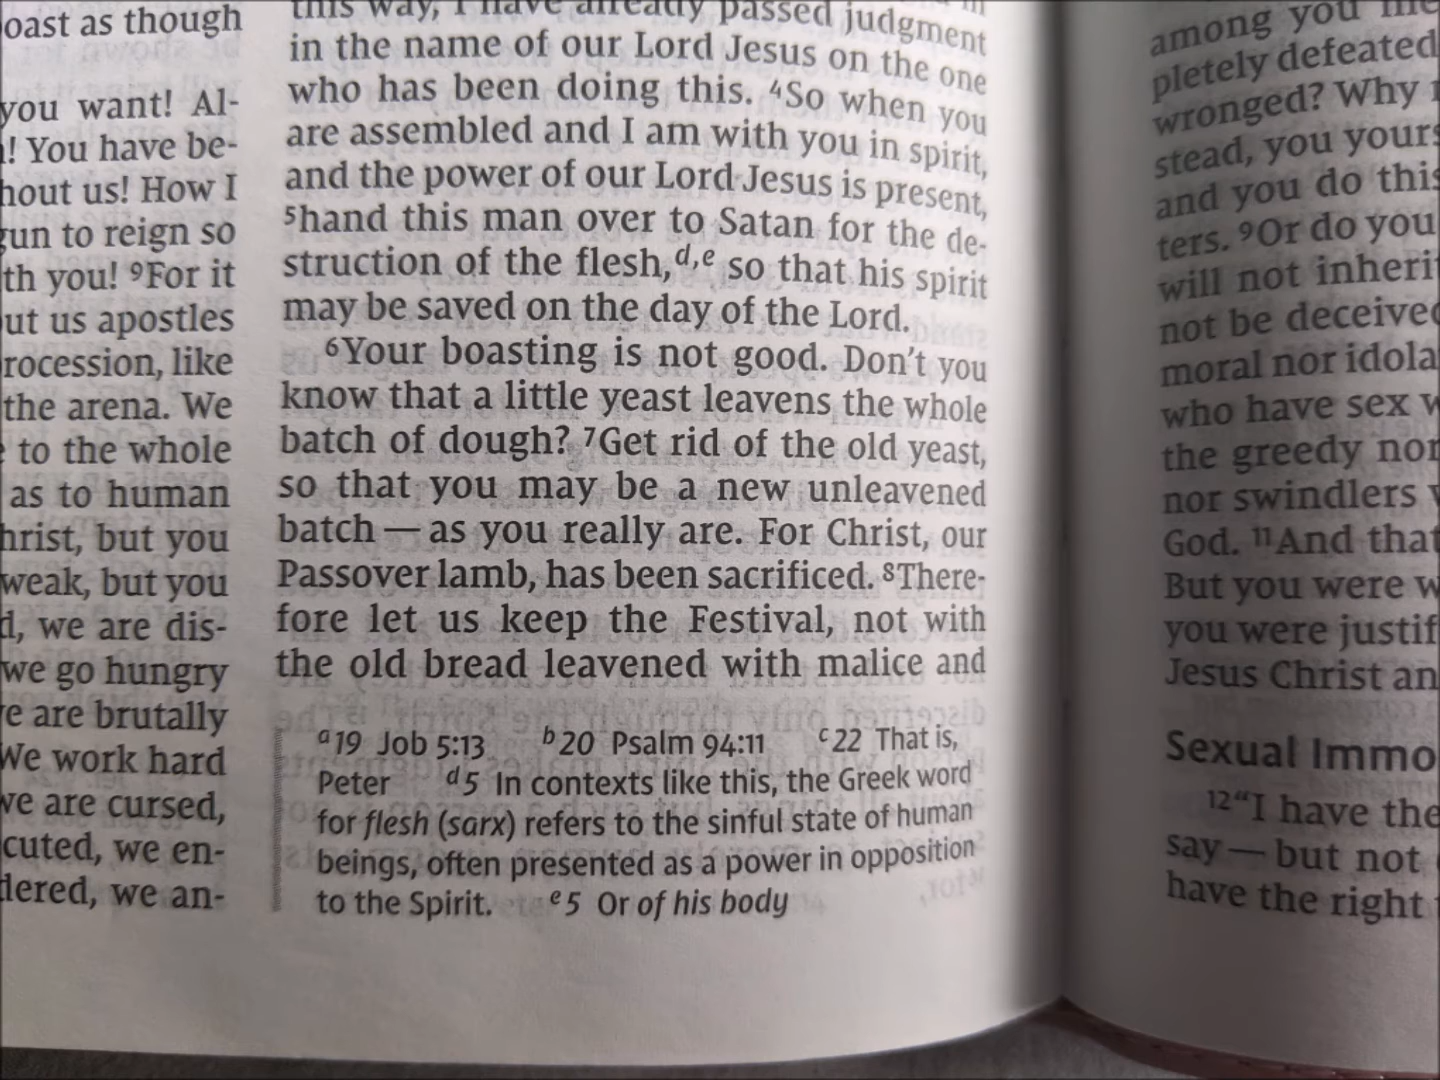 oast as though
you want! Al-
! You have be-
hout us! How I
gun to reign so
th you! ⁹For it
ut us apostles
rocession, like
the arena. We
to the whole
as to human
hrist, but you
weak, but you
d, we are dis-
we go hungry
e are brutally
We work hard
we are cursed,
cuted, we en-
dered, we an-
this way, I have already passed judgment
in the name of our Lord Jesus on the one
who has been doing this. ⁴So when you
are assembled and I am with you in spirit,
and the power of our Lord Jesus is present,
⁵hand this man over to Satan for the de-
struction of the flesh,ᵈ,ᵉ so that his spirit
may be saved on the day of the Lord.
⁶Your boasting is not good. Don't you
know that a little yeast leavens the whole
batch of dough? ⁷Get rid of the old yeast,
so that you may be a new unleavened
batch — as you really are. For Christ, our
Passover lamb, has been sacrificed. ⁸There-
fore let us keep the Festival, not with
the old bread leavened with malice and
ᵃ19 Job 5:13 ᵇ20 Psalm 94:11 ᶜ22 That is,
Peter ᵈ5 In contexts like this, the Greek word
for flesh (sarx) refers to the sinful state of human
beings, often presented as a power in opposition
to the Spirit. ᵉ5 Or of his body
among you
pletely defeated
wronged? Why
stead, you yours
and you do this
ters. ⁹Or do you
will not inherit
not be deceived
moral nor idola
who have sex
the greedy nor
nor swindlers
God. ¹¹And that
But you were w
you were justif
Jesus Christ an
Sexual Immo
¹²"I have the
say — but not
have the right